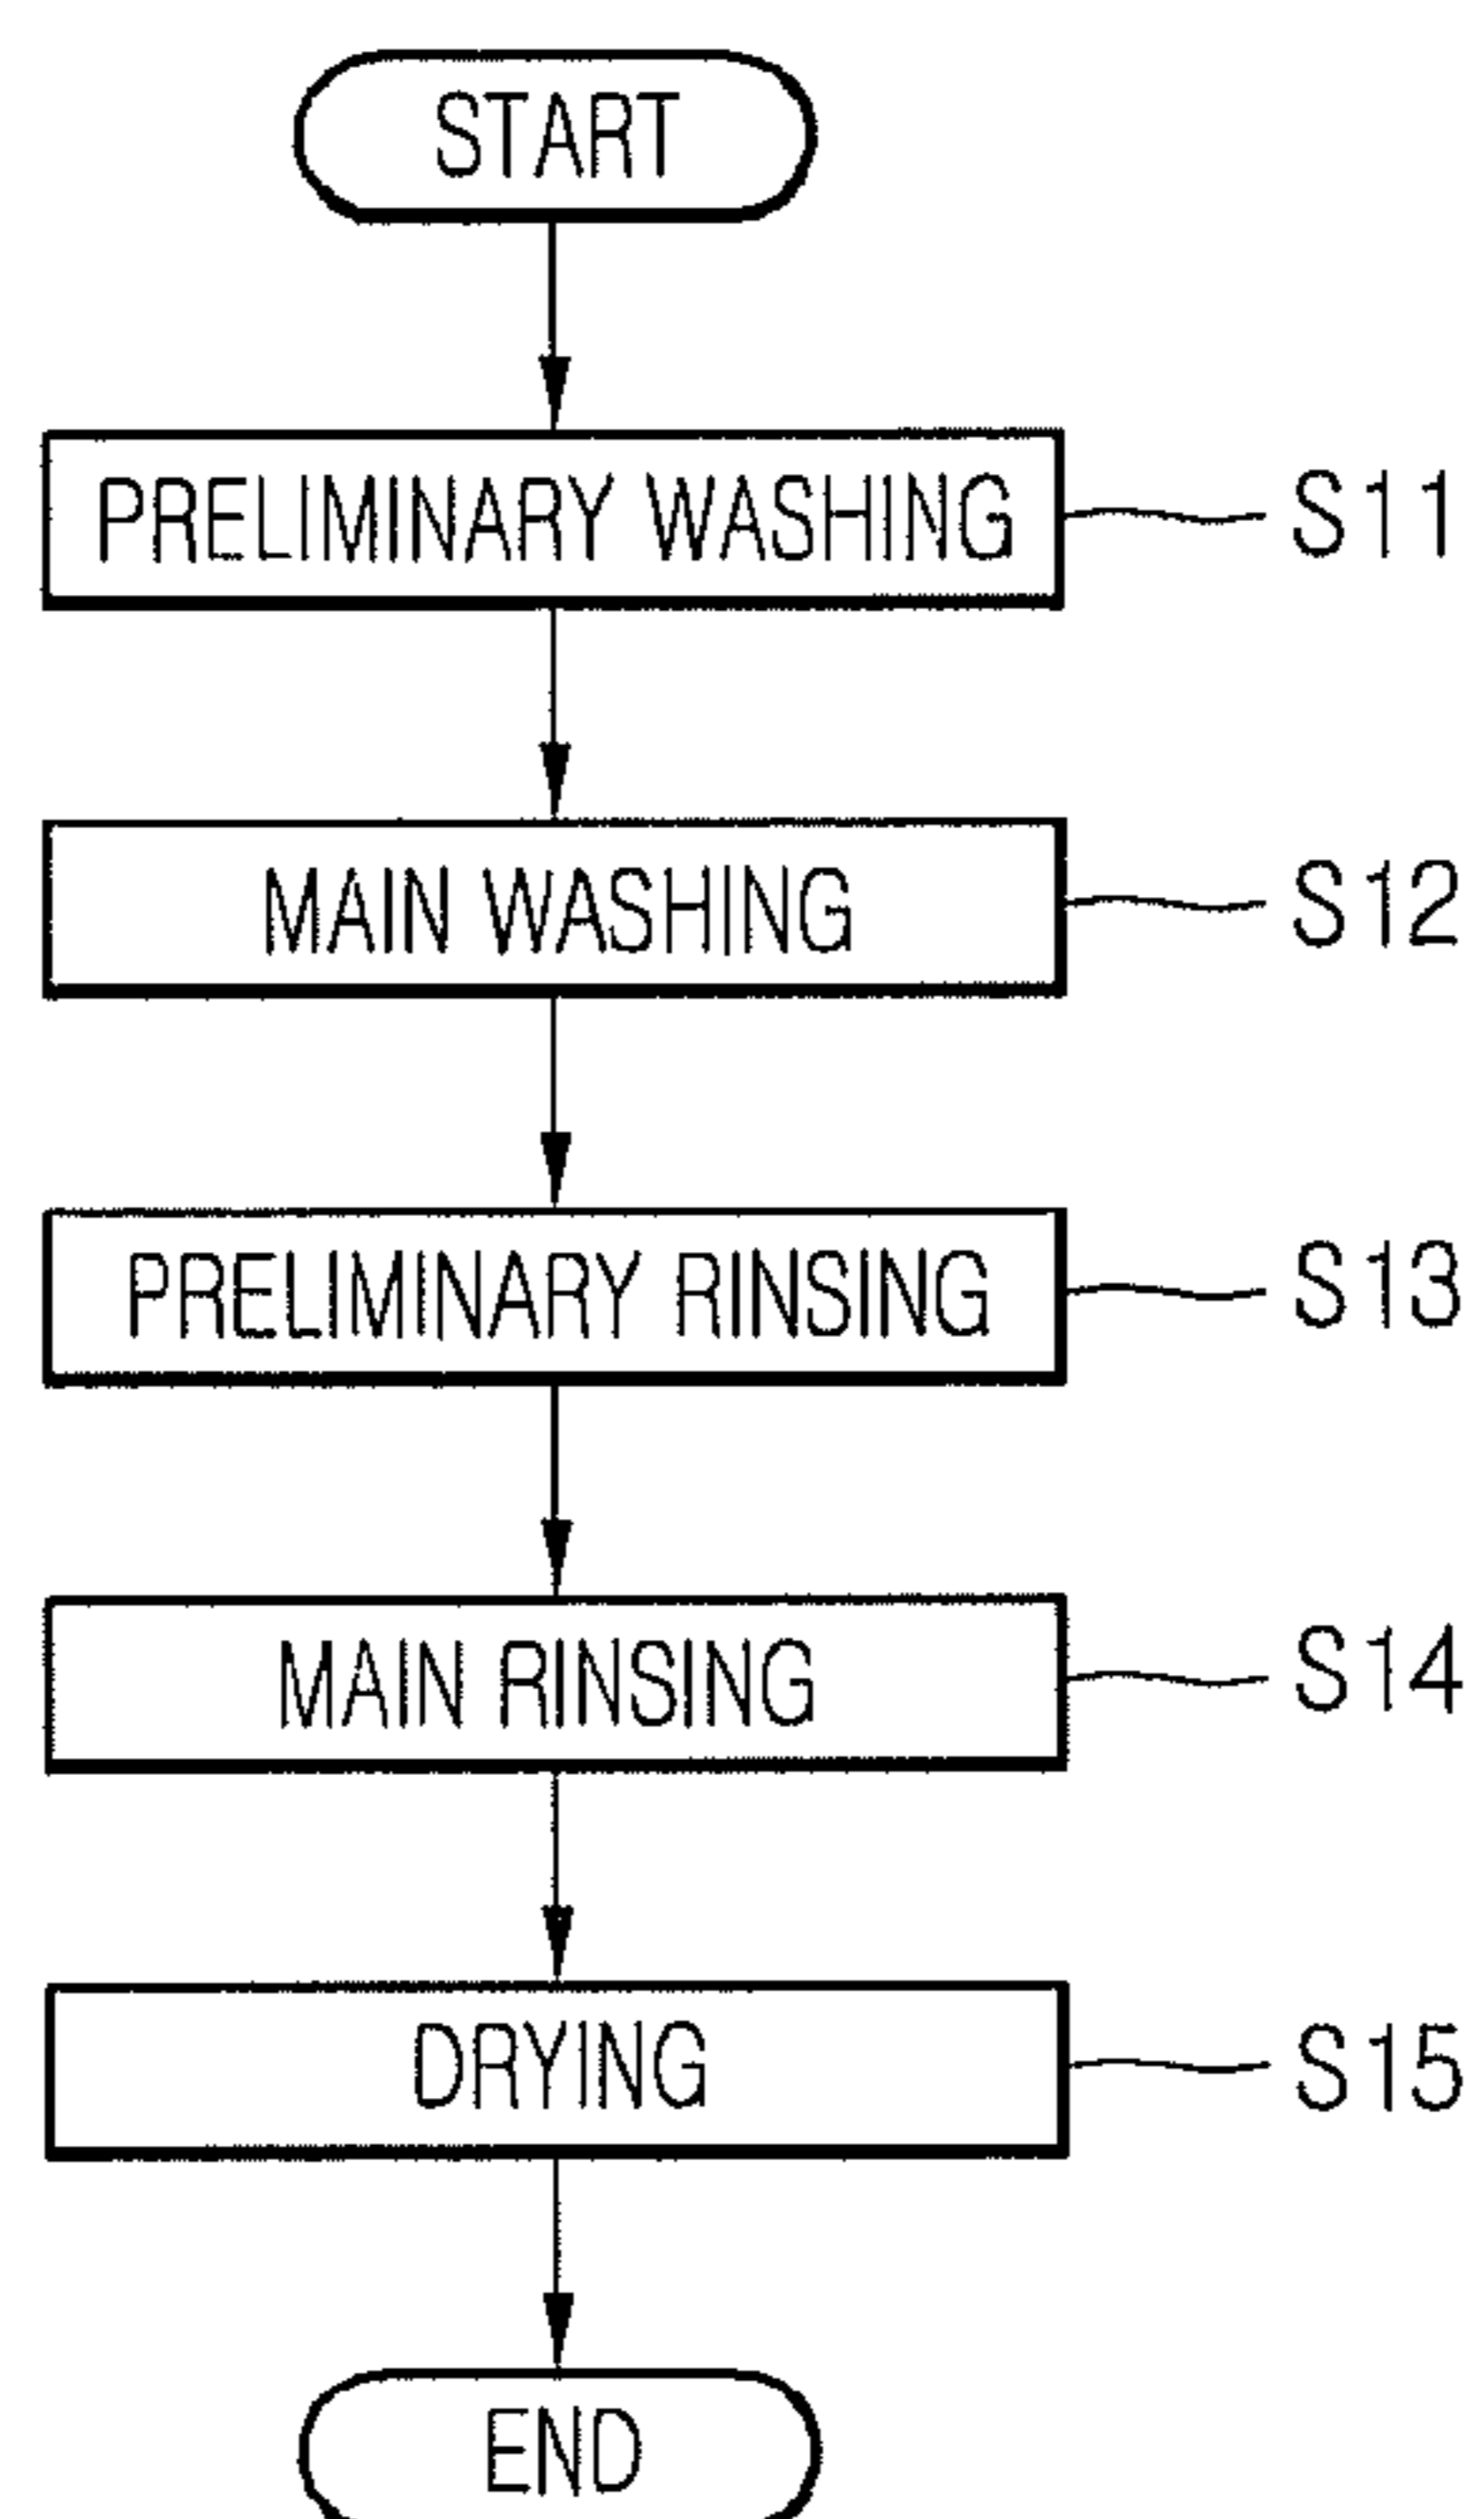 START
PRELIMINARY WASHING S11
MAIN WASHING S12
PRELIMINARY RINSING S13
MAIN RINSING S14
DRYING S15
END